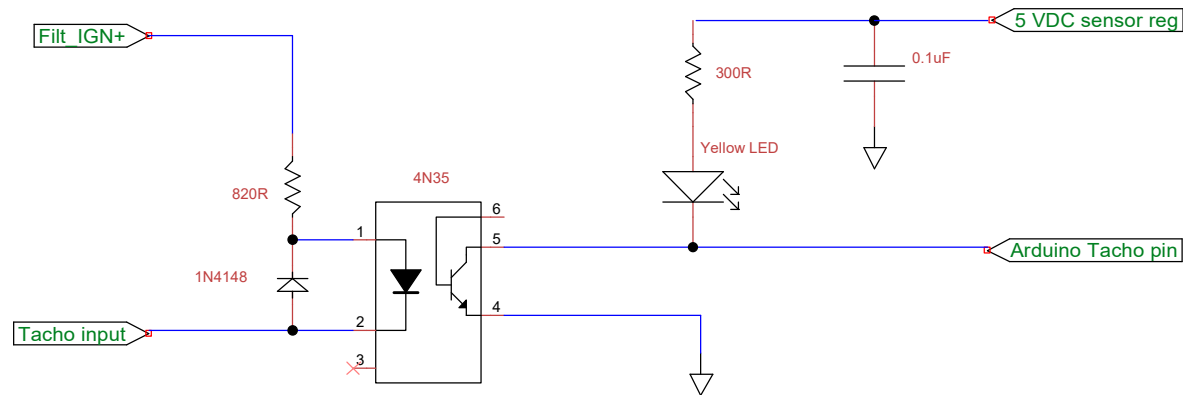 Filt_IGN+
5 VDC sensor reg
300R
0.1uF
Yellow LED
4N35
820R
6
1
5
Arduino Tacho pin
1N4148
4
Tacho input
2
3